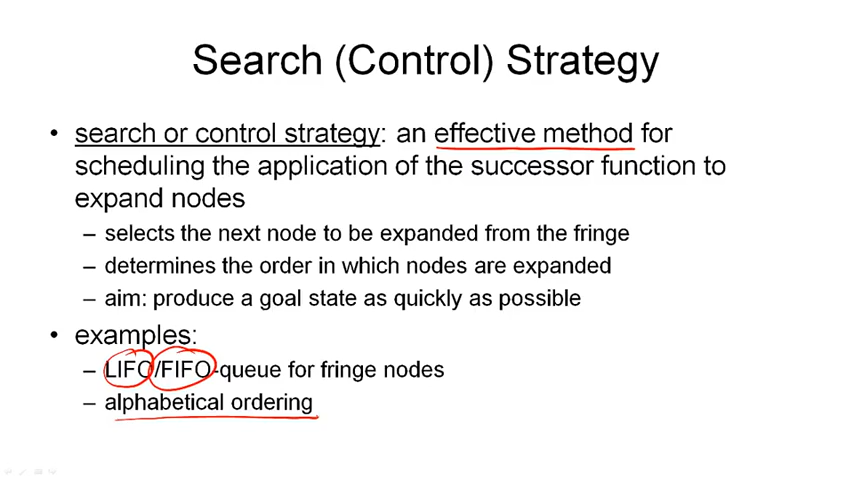 Search (Control) Strategy
• search or control strategy: an effective method for
scheduling the application of the successor function to
expand nodes
– selects the next node to be expanded from the fringe
– determines the order in which nodes are expanded
– aim: produce a goal state as quickly as possible
• examples:
– LIFO/FIFO-queue for fringe nodes
– alphabetical ordering